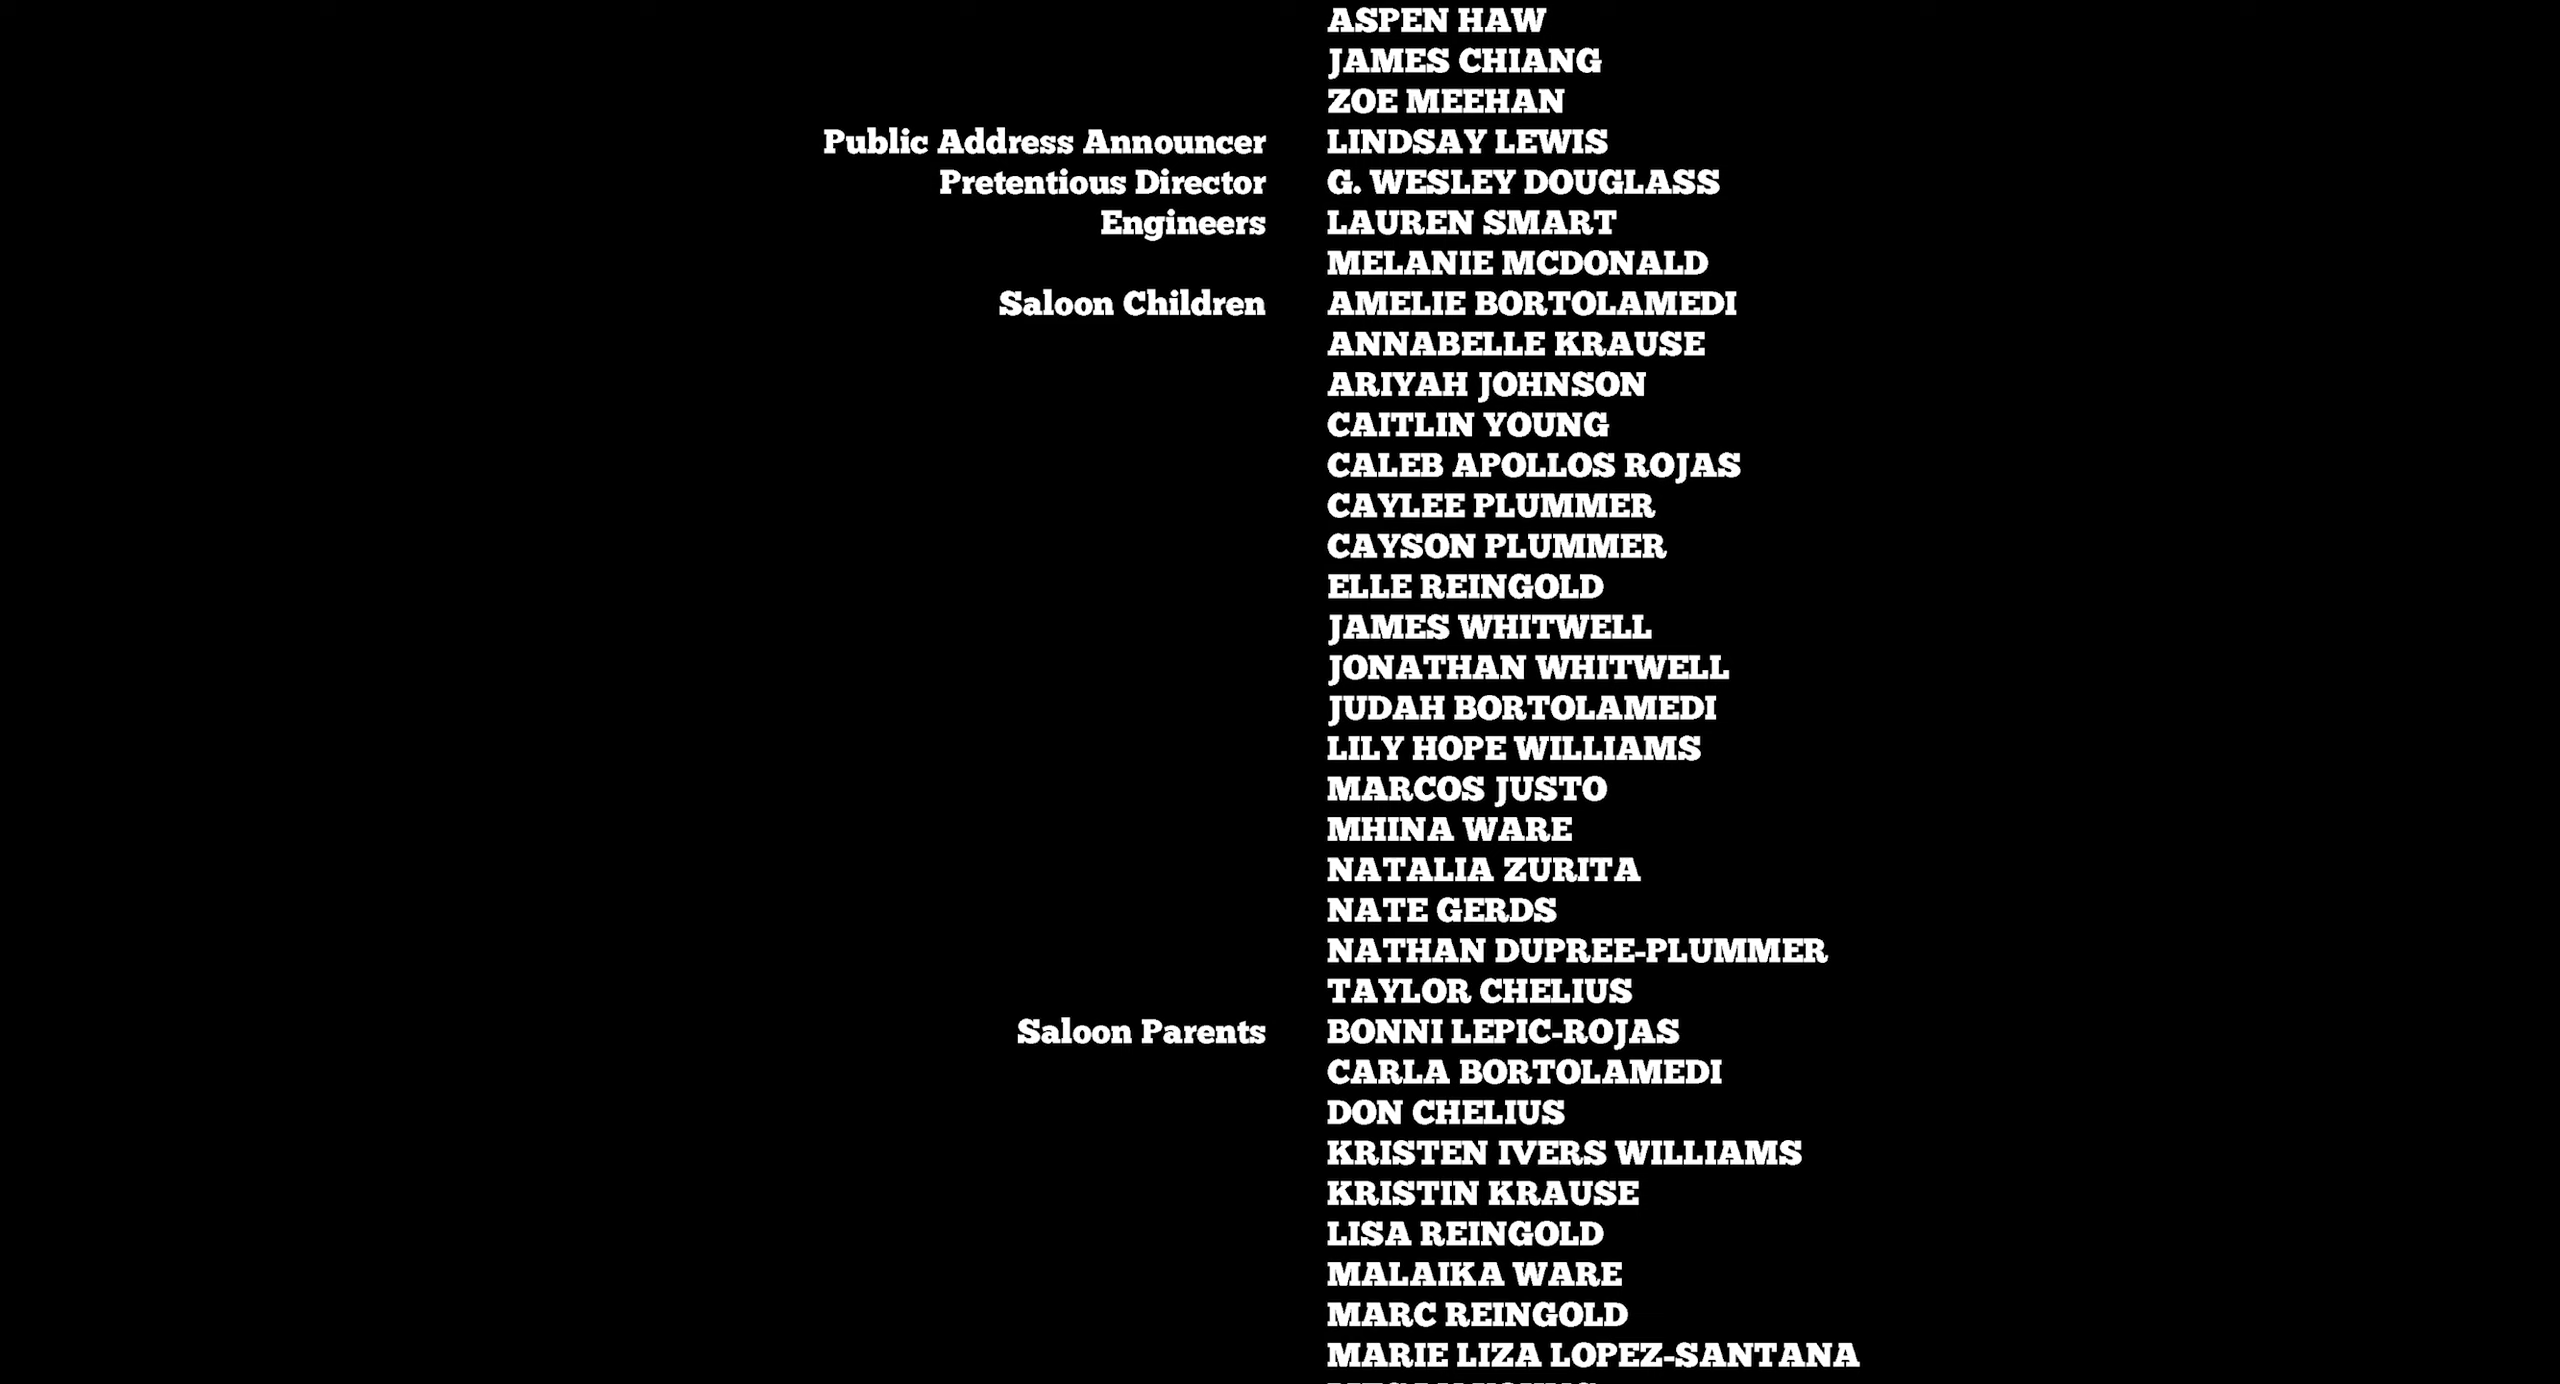 ASPEN HAW
JAMES CHIANG
ZOE MEEHAN
Public Address Announcer LINDSAY LEWIS
Pretentious Director G. WESLEY DOUGLASS
Engineers LAUREN SMART
MELANIE MCDONALD
Saloon Children AMELIE BORTOLAMEDI
ANNABELLE KRAUSE
ARIYAH JOHNSON
CAITLIN YOUNG
CALEB APOLLOS ROJAS
CAYLEE PLUMMER
CAYSON PLUMMER
ELLE REINGOLD
JAMES WHITWELL
JONATHAN WHITWELL
JUDAH BORTOLAMEDI
LILY HOPE WILLIAMS
MARCOS JUSTO
MHINA WARE
NATALIA ZURITA
NATE GERDS
NATHAN DUPREE-PLUMMER
TAYLOR CHELIUS
Saloon Parents BONNI LEPIC-ROJAS
CARLA BORTOLAMEDI
DON CHELIUS
KRISTEN IVERS WILLIAMS
KRISTIN KRAUSE
LISA REINGOLD
MALAIKA WARE
MARC REINGOLD
MARIE LIZA LOPEZ-SANTANA